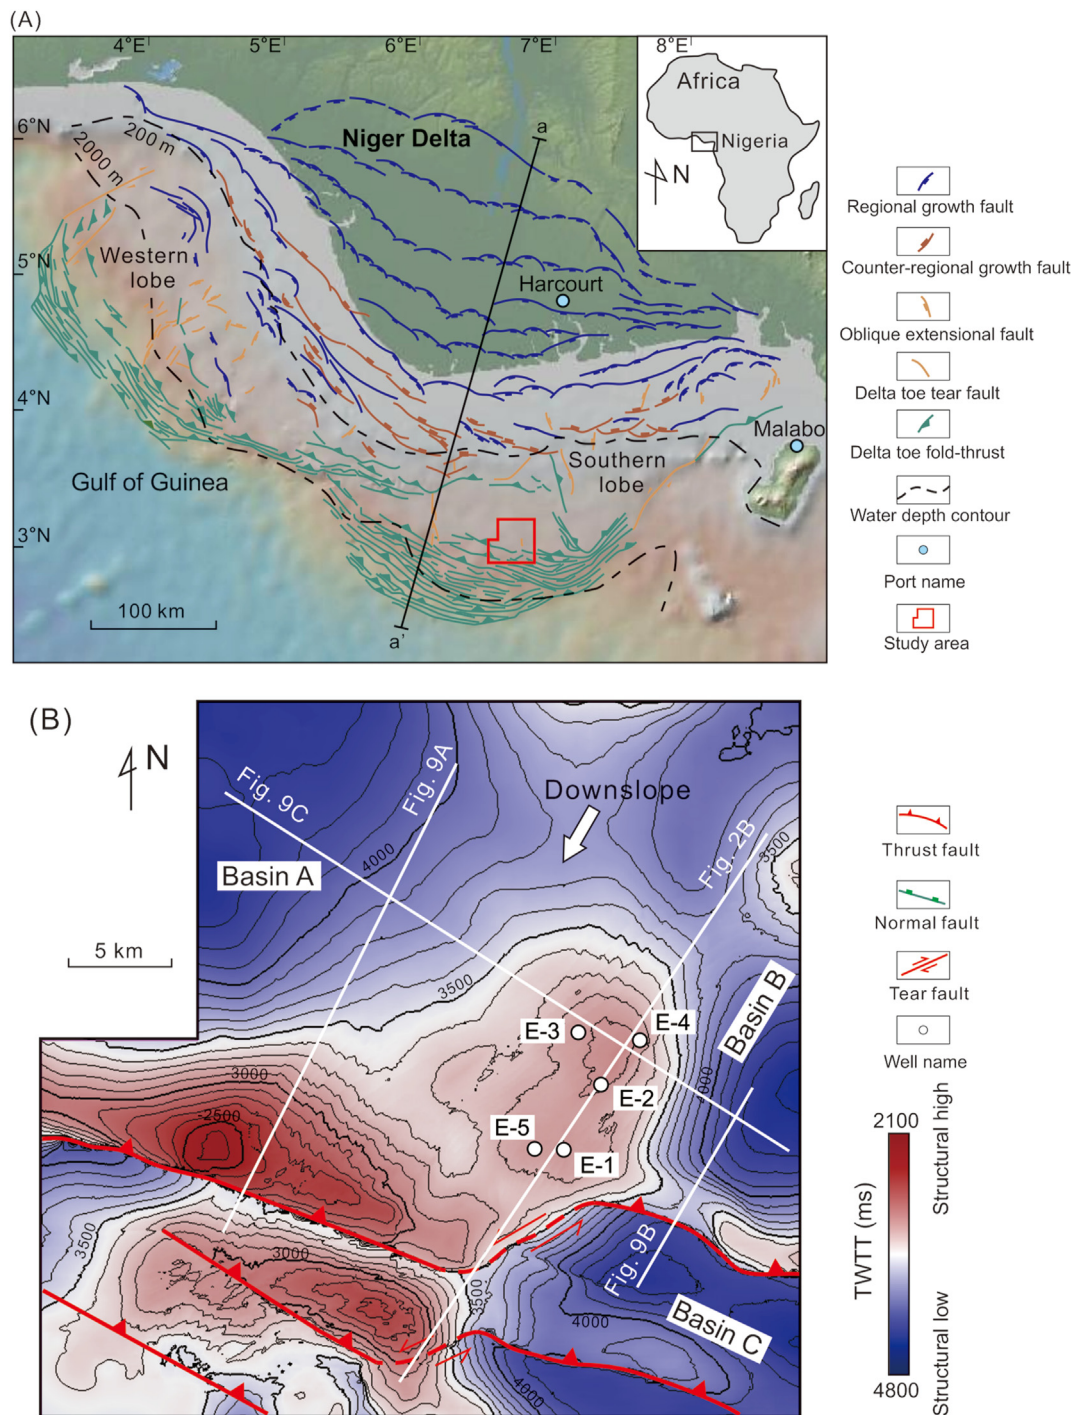 (A)
4°E
5°E
6°E
7°E
8°E
Africa
Nigeria
N
6°N
5°N
4°N
3°N
2000 m
200 m
Niger Delta
a
Western
lobe
Harcourt
Malabo
Southern
lobe
Gulf of Guinea
100 km
a'
Regional growth fault
Counter-regional growth fault
Oblique extensional fault
Delta toe tear fault
Delta toe fold-thrust
Water depth contour
Port name
Study area
(B)
N
Fig. 9C
Fig. 9A
Downslope
4000
Fig. 2B
3500
Basin A
5 km
3500
Basin B
E-3
E-4
E-2
E-5
E-1
3000
2500
3500
3000
3500
Fig. 9B
4000
Basin C
4000
Thrust fault
Normal fault
Tear fault
Well name
2100
4800
TWTT (ms)
Structural high
Structural low